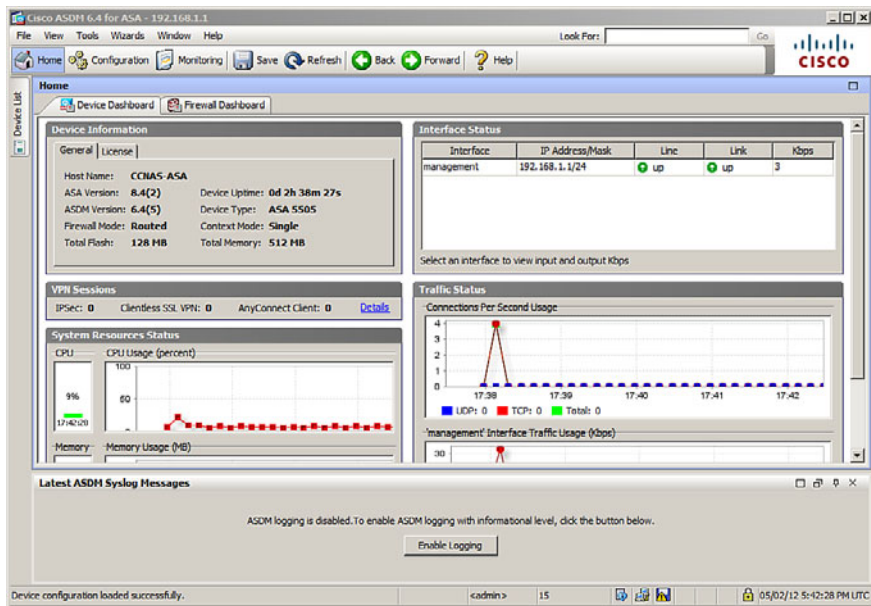 Cisco ASDM 6.4 for ASA - 192.168.1.1
File View Tools Wizards Window Help Look For: Go
Home Configuration Monitoring Save Refresh Back Forward Help
CISCO
Device List
Home
Device Dashboard Firewall Dashboard
Device Information
General License
Host Name: CCNAS-ASA
ASA Version: 8.4(2) Device Uptime: 0d 2h 38m 27s
ASDM Version: 6.4(5) Device Type: ASA 5505
Firewall Mode: Routed Context Mode: Single
Total Flash: 128 MB Total Memory: 512 MB
Interface Status
Interface IP Address/Mask Line Link Kbps
management 192.168.1.1/24 up up 3
Select an interface to view input and output Kbps
VPN Sessions
IPSec: 0 Clientless SSL VPN: 0 AnyConnect Client: 0 Details
System Resources Status
CPU CPU Usage (percent)
100
9%
17:42:28
Memory Memory Usage (MB)
Traffic Status
Connections Per Second Usage
4
3
2
1
0
17:38 17:39 17:40 17:41 17:42
UDP: 0 TCP: 0 Total: 0
'management' Interface Traffic Usage (Kbps)
30
Latest ASDM Syslog Messages
ASDM logging is disabled.To enable ASDM logging with informational level, click the button below.
Enable Logging
Device configuration loaded successfully. <admin> 15 05/02/12 5:42:28 PM UTC